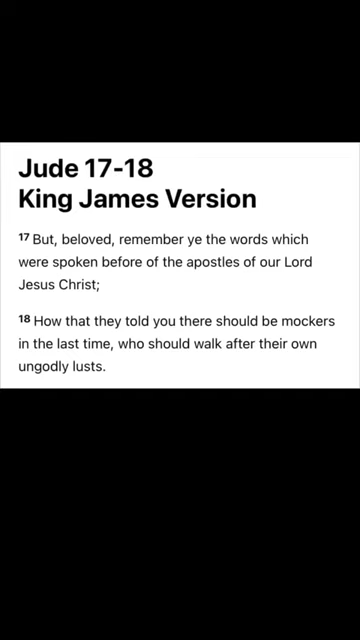 Jude 17-18
King James Version
17 But, beloved, remember ye the words which
were spoken before of the apostles of our Lord
Jesus Christ;
18 How that they told you there should be mockers
in the last time, who should walk after their own
ungodly lusts.